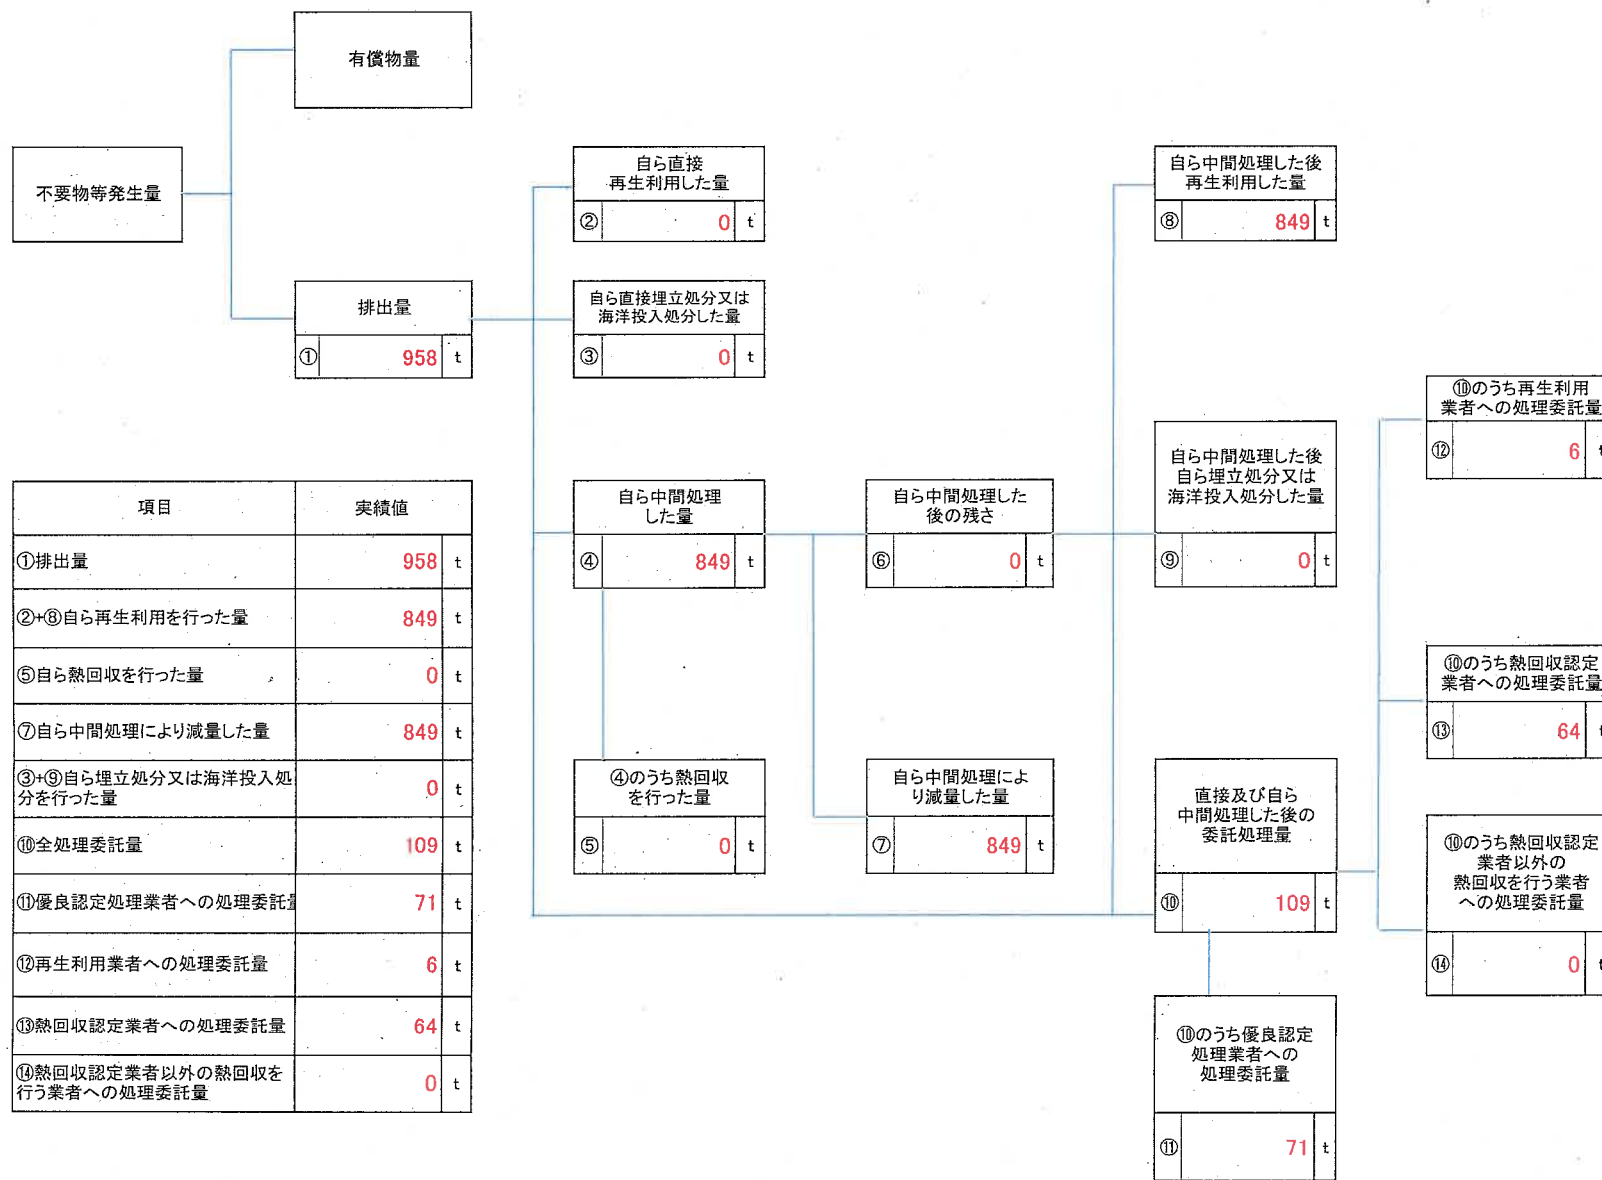 有償物量
不要物等発生量
排出量
① 958 t
自ら直接
再生利用した量
② 0 t
自ら直接埋立処分又は
海洋投入処分した量
③ 0 t
自ら中間処理
した量
④ 849 t
④のうち熱回収
を行った量
⑤ 0 t
自ら中間処理した
後の残さ
⑥ 0 t
自ら中間処理によ
り減量した量
⑦ 849 t
自ら中間処理した後
再生利用した量
⑧ 849 t
自ら中間処理した後
自ら埋立処分又は
海洋投入処分した量
⑨ 0 t
直接及び自ら
中間処理した後の
委託処理量
⑩ 109 t
⑩のうち優良認定
処理業者への
処理委託量
⑪ 71 t
⑩のうち再生利用
業者への処理委託量
⑫ 6 t
⑩のうち熱回収認定
業者への処理委託量
⑬ 64 t
⑩のうち熱回収認定
業者以外の
熱回収を行う業者
への処理委託量
⑭ 0 t
項目 実績値
①排出量 958 t
②+⑧自ら再生利用を行った量 849 t
⑤自ら熱回収を行った量 0 t
⑦自ら中間処理により減量した量 849 t
③+⑨自ら埋立処分又は海洋投入処
分を行った量 0 t
⑩全処理委託量 109 t
⑪優良認定処理業者への処理委託量 71 t
⑫再生利用業者への処理委託量 6 t
⑬熱回収認定業者への処理委託量 64 t
⑭熱回収認定業者以外の熱回収を
行う業者への処理委託量 0 t